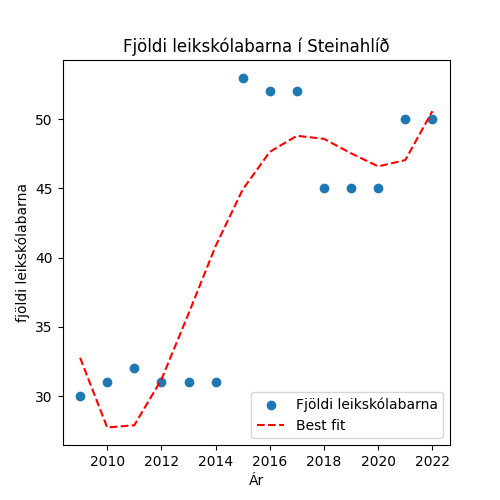 Fjöldi leikskólabarna í Steinahlíð
fjöldi leikskólabarna
50
45
40
35
30
Fjöldi leikskólabarna
Best fit
2010 2012 2014 2016 2018 2020 2022
Ár